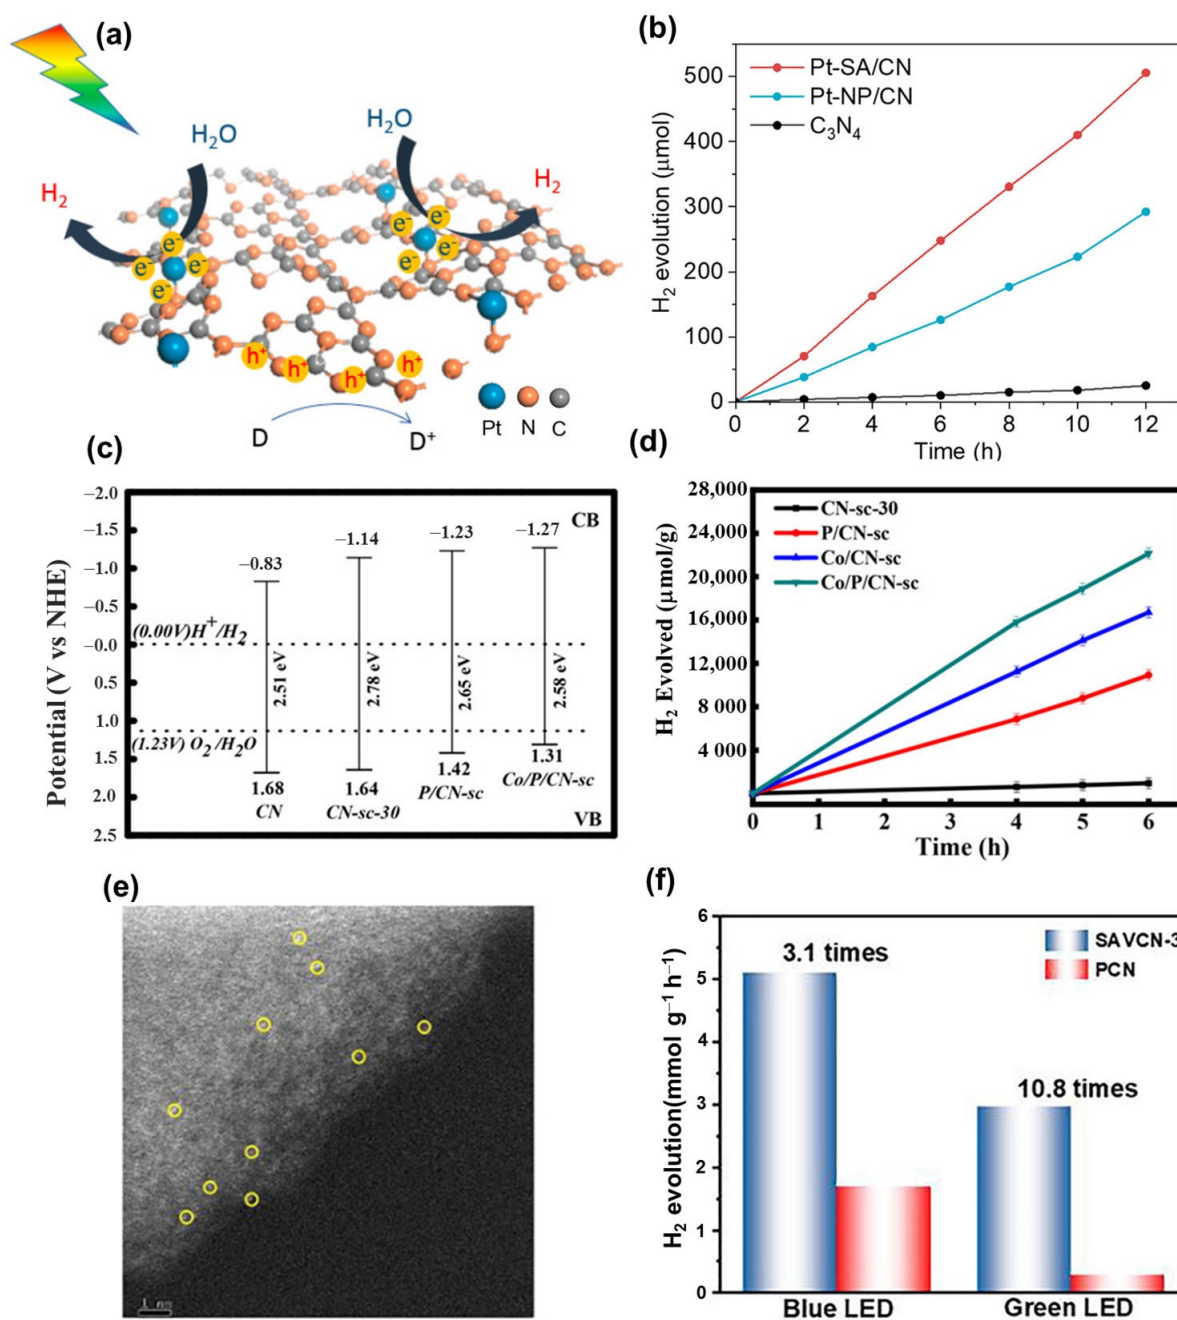 (a)
H₂O
H₂O
H₂
H₂
e⁻
e⁻
e⁻
e⁻
e⁻
e⁻
e⁻
e⁻
h⁺
h⁺
h⁺
h⁺
D
D⁺
Pt N C
(b)
Pt-SA/CN
Pt-NP/CN
C₃N₄
H₂ evolution (μmol)
500
400
300
200
100
0
0 2 4 6 8 10 12
Time (h)
(c)
Potential (V vs NHE)
−2.0
−1.5
−1.0
−0.5
−0.0
0.5
1.0
1.5
2.0
2.5
CB
−0.83
−1.14
−1.23
−1.27
(0.00V)H⁺/H₂
2.51 eV
2.78 eV
2.65 eV
2.58 eV
(1.23V) O₂/H₂O
1.68
1.64
1.42
1.31
CN
CN-sc-30
P/CN-sc
Co/P/CN-sc
VB
(d)
CN-sc-30
P/CN-sc
Co/CN-sc
Co/P/CN-sc
H₂ Evolved (μmol/g)
28,000
24,000
20,000
16,000
12,000
8 000
4 000
0 1 2 3 4 5 6
Time (h)
(e)
1 nm
(f)
H₂ evolution(mmol g⁻¹ h⁻¹)
6
5
4
3
2
1
0
SAVCN-3
PCN
3.1 times
10.8 times
Blue LED
Green LED